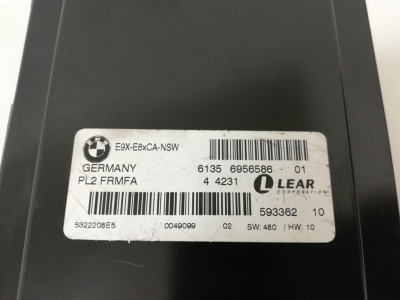 BMW
E9X-E8xCA-NSW
GERMANY 6135 6956586 - 01
PL2 FRMFA 4 4231 LEAR
CORPORATION
593362 10
5322208E5 0049099 02 SW: 480 / HW: 10